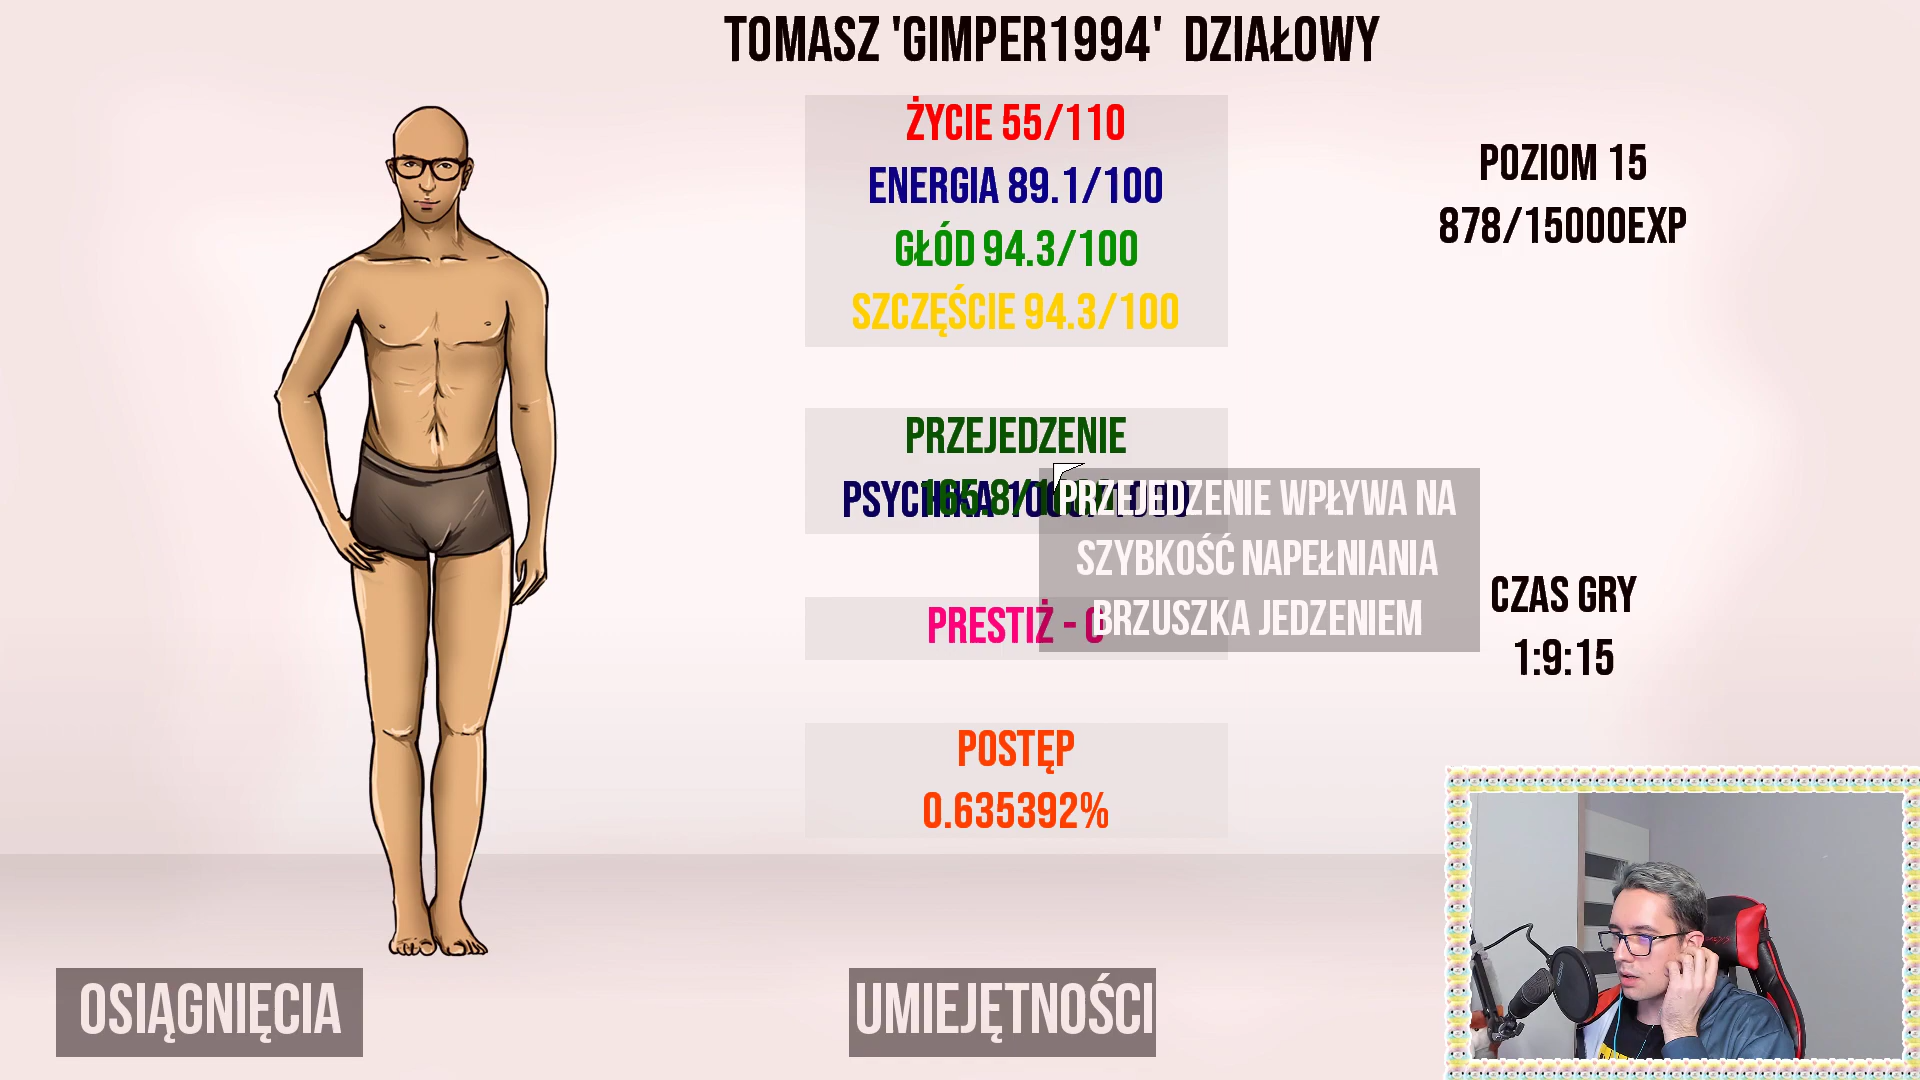 TOMASZ 'GIMPER1994' DZIAŁOWY
ŻYCIE 55/110
ENERGIA 89.1/100
GŁÓD 94.3/100
SZCZĘŚCIE 94.3/100
POZIOM 15
878/15000EXP
PRZEJEDZENIE
PRZEJEDZENIE WPŁYWA NA
SZYBKOŚĆ NAPEŁNIANIA
BRZUSZKA JEDZENIEM
PRESTIŻ -
CZAS GRY
1:9:15
POSTĘP
0.635392%
OSIĄGNIĘCIA
UMIEJĘTNOŚCI